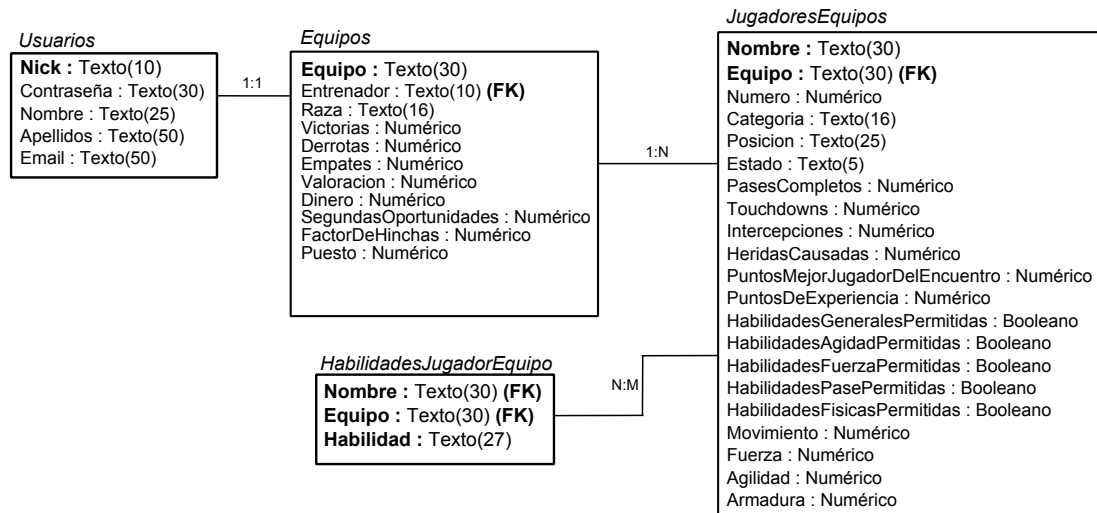 Usuarios
Nick : Texto(10)
Contraseña : Texto(30)
Nombre : Texto(25)
Apellidos : Texto(50)
Email : Texto(50)
1:1
Equipos
Equipo : Texto(30)
Entrenador : Texto(10) (FK)
Raza : Texto(16)
Victorias : Numérico
Derrotas : Numérico
Empates : Numérico
Valoracion : Numérico
Dinero : Numérico
SegundasOportunidades : Numérico
FactorDeHinchas : Numérico
Puesto : Numérico
1:N
JugadoresEquipos
Nombre : Texto(30)
Equipo : Texto(30) (FK)
Numero : Numérico
Categoria : Texto(16)
Posicion : Texto(25)
Estado : Texto(5)
PasesCompletos : Numérico
Touchdowns : Numérico
Intercepciones : Numérico
HeridasCausadas : Numérico
PuntosMejorJugadorDelEncuentro : Numérico
PuntosDeExperiencia : Numérico
HabilidadesGeneralesPermitidas : Booleano
HabilidadesAgidadPermitidas : Booleano
HabilidadesFuerzaPermitidas : Booleano
HabilidadesPasePermitidas : Booleano
HabilidadesFisicasPermitidas : Booleano
Movimiento : Numérico
Fuerza : Numérico
Agilidad : Numérico
Armadura : Numérico
HabilidadesJugadorEquipo
Nombre : Texto(30) (FK)
Equipo : Texto(30) (FK)
Habilidad : Texto(27)
N:M